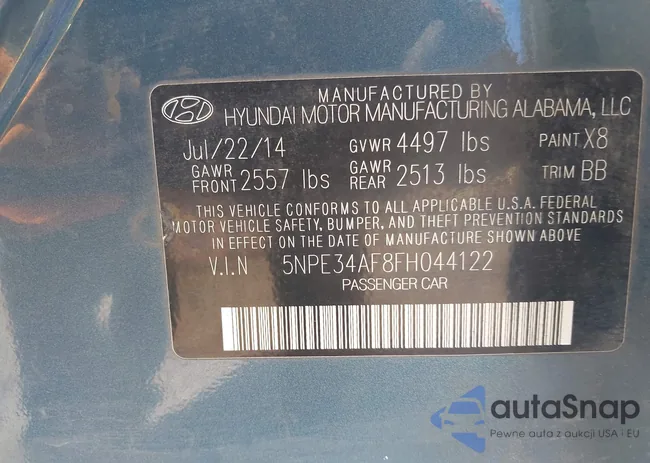 MANUFACTURED BY
HYUNDAI MOTOR MANUFACTURING ALABAMA, LLC
Jul/22/14 GVWR 4497 lbs PAINT X8
GAWR FRONT 2557 lbs GAWR REAR 2513 lbs TRIM BB
THIS VEHICLE CONFORMS TO ALL APPLICABLE U.S.A. FEDERAL
MOTOR VEHICLE SAFETY, BUMPER, AND THEFT PREVENTION STANDARDS
IN EFFECT ON THE DATE OF MANUFACTURE SHOWN ABOVE
V.I.N 5NPE34AF8FH044122
PASSENGER CAR
autaSnap
Pewne auta z aukcji USA - EU